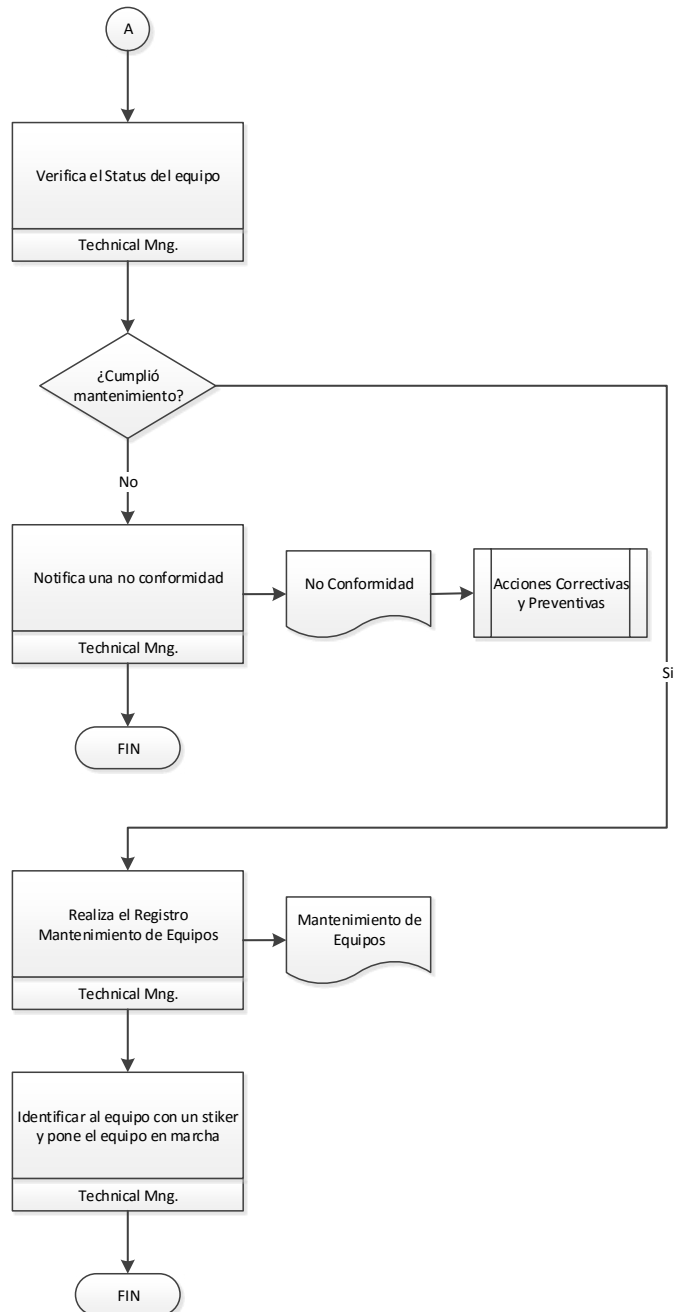 A
Verifica el Status del equipo
Technical Mng.
¿Cumplió
mantenimiento?
No
Notifica una no conformidad
Technical Mng.
No Conformidad
Acciones Correctivas
y Preventivas
Si
FIN
Realiza el Registro
Mantenimiento de Equipos
Technical Mng.
Mantenimiento de
Equipos
Identificar al equipo con un stiker
y pone el equipo en marcha
Technical Mng.
FIN